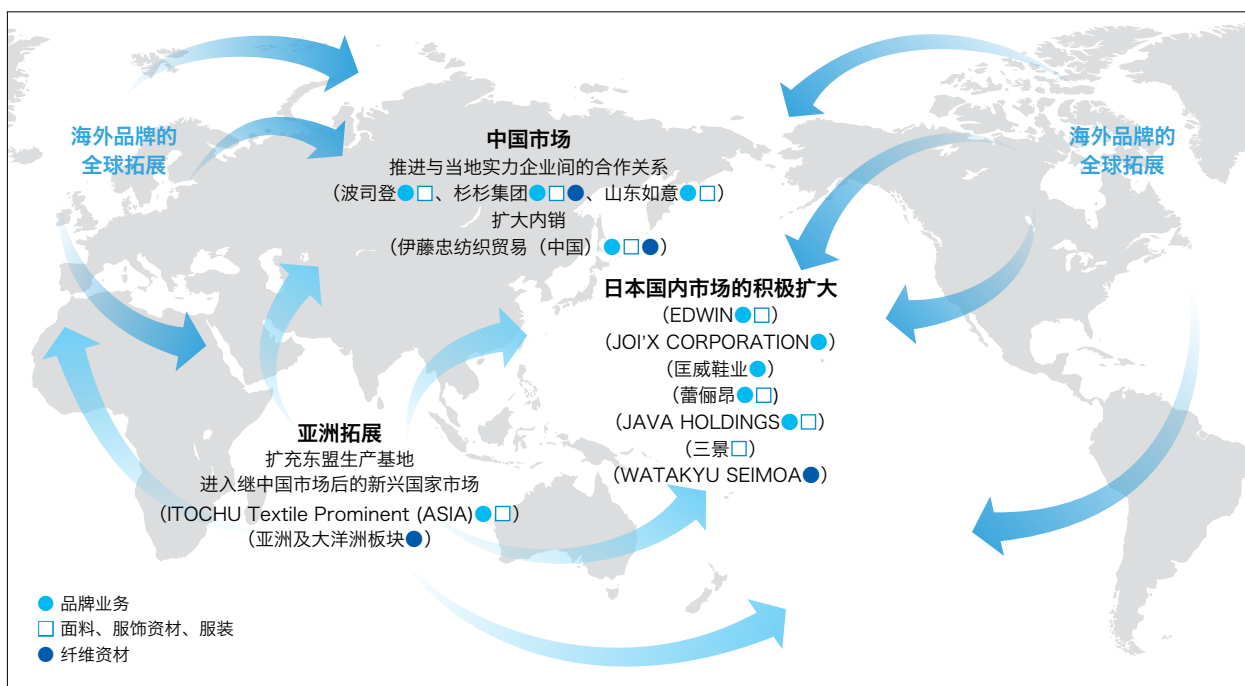 海外品牌的
全球拓展
中国市场
推进与当地实力企业间的合作关系
（波司登●□、杉杉集团●□●、山东如意●□）
扩大内销
（伊藤忠纺织贸易（中国）●□●）
海外品牌的
全球拓展
日本国内市场的积极扩大
（EDWIN●□）
（JOI'X CORPORATION●）
（匡威鞋业●）
（蕾俪昂●□)
（JAVA HOLDINGS●□）
（三景□）
（WATAKYU SEIMOA●）
亚洲拓展
扩充东盟生产基地
进入继中国市场后的新兴国家市场
（ITOCHU Textile Prominent (ASIA)●□）
（亚洲及大洋洲板块●）
● 品牌业务
□ 面料、服饰资材、服装
● 纤维资材